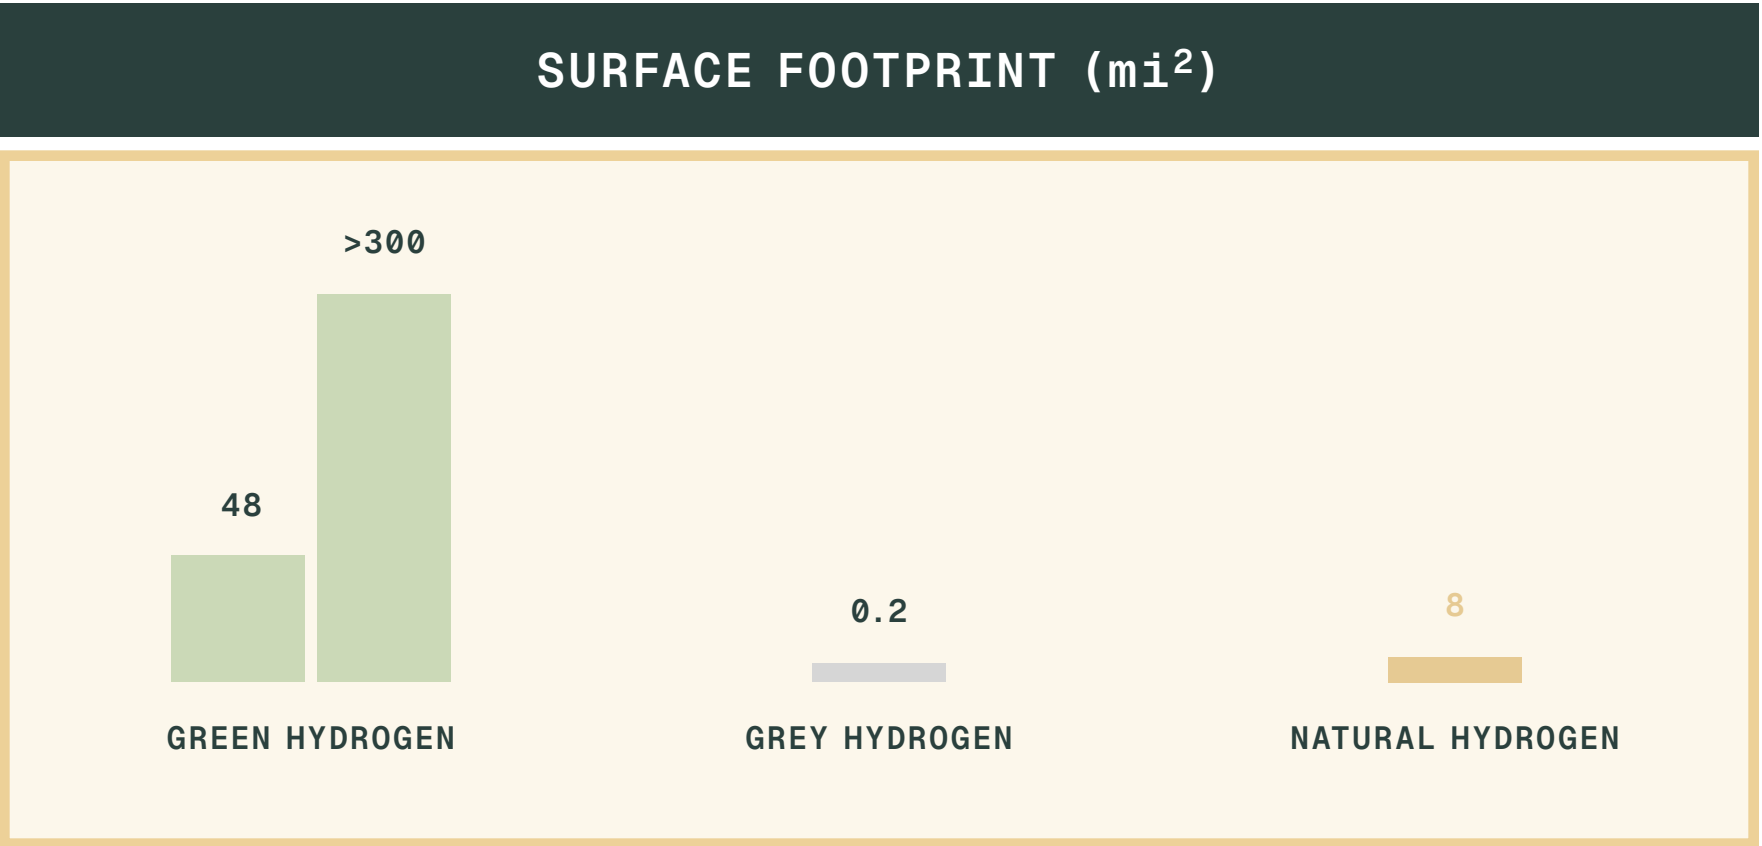 SURFACE FOOTPRINT (mi²)
>300
48
0.2
8
GREEN HYDROGEN
GREY HYDROGEN
NATURAL HYDROGEN